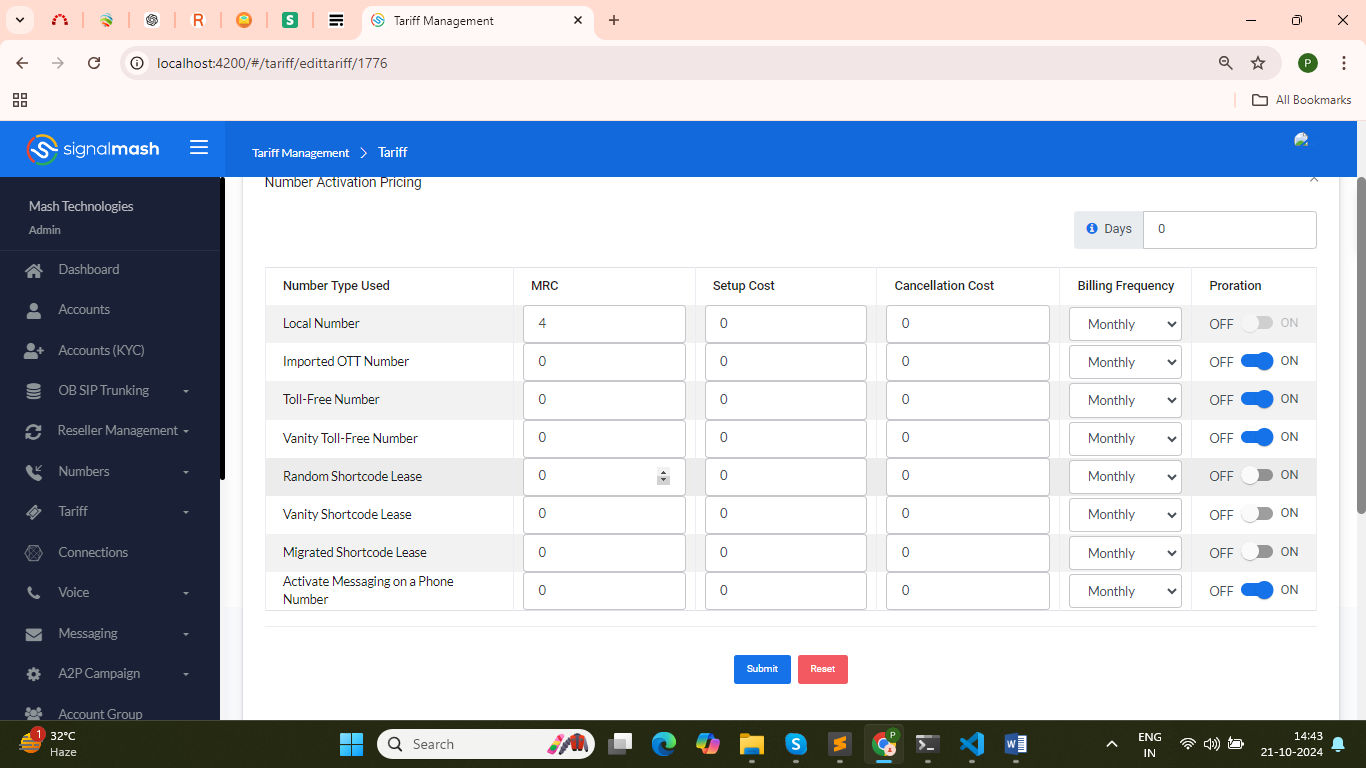 Tariff Management
localhost:4200/#/tariff/edittariff/1776
P
All Bookmarks
signalmash
Tariff Management > Tariff
Mash Technologies
Admin
Dashboard
Accounts
Accounts (KYC)
OB SIP Trunking
Reseller Management
Numbers
Tariff
Connections
Voice
Messaging
A2P Campaign
Account Group
Number Activation Pricing
Days 0
Number Type Used MRC Setup Cost Cancellation Cost Billing Frequency Proration
Local Number 4 0 0 Monthly OFF ON
Imported OTT Number 0 0 0 Monthly OFF ON
Toll-Free Number 0 0 0 Monthly OFF ON
Vanity Toll-Free Number 0 0 0 Monthly OFF ON
Random Shortcode Lease 0 0 0 Monthly OFF ON
Vanity Shortcode Lease 0 0 0 Monthly OFF ON
Migrated Shortcode Lease 0 0 0 Monthly OFF ON
Activate Messaging on a Phone
Number 0 0 0 Monthly OFF ON
Submit Reset
1
32°C
Haze
Search
P
ENG
IN
14:43
21-10-2024